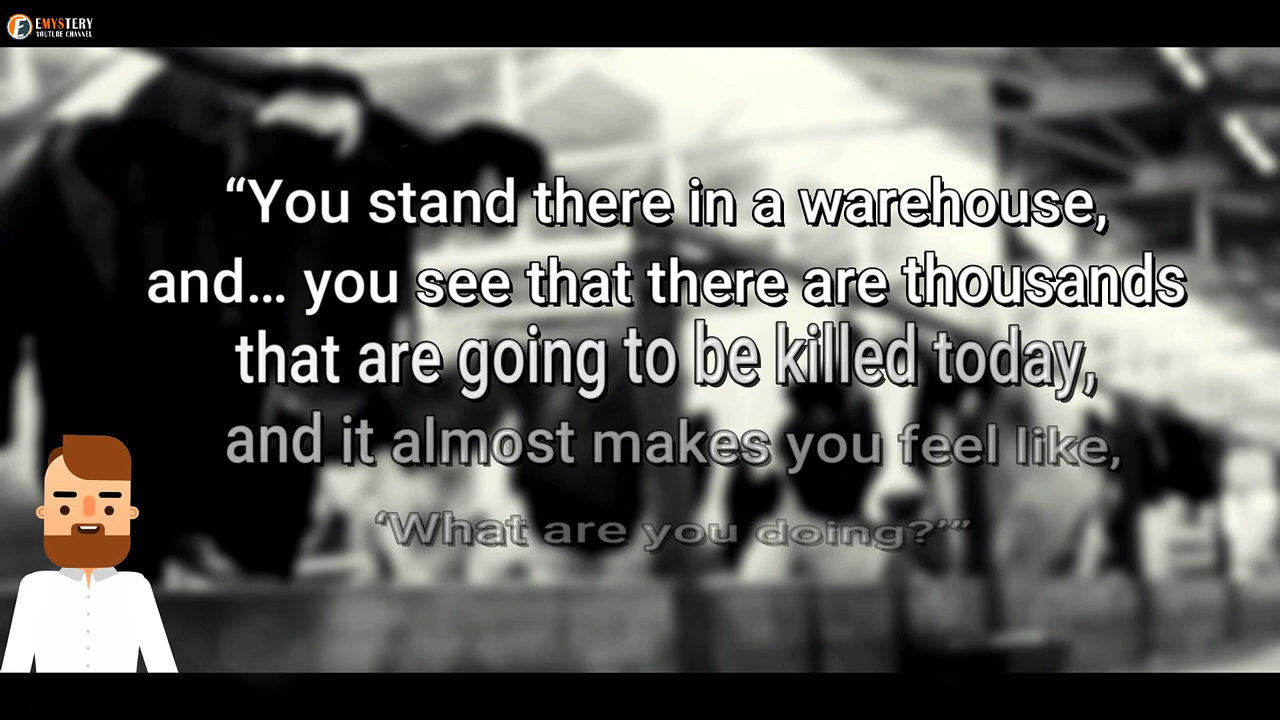 EMYSTERY
YOUTUBE CHANNEL
“You stand there in a warehouse,
and... you see that there are thousands
that are going to be killed today,
and it almost makes you feel like,
‘What are you doing?’”